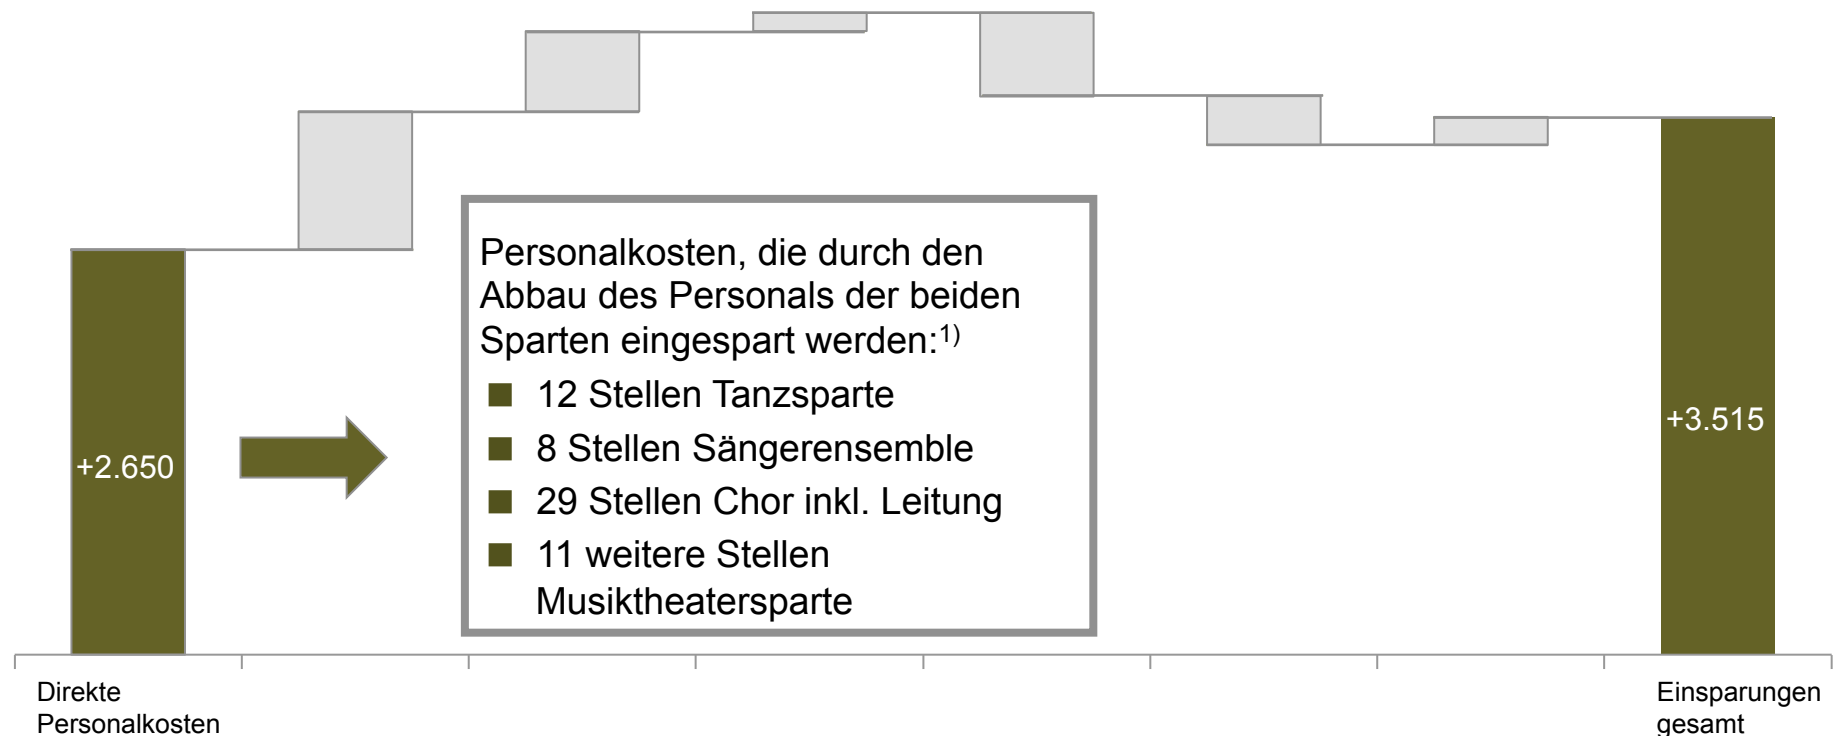 Personalkosten, die durch den
Abbau des Personals der beiden
Sparten eingespart werden:1)
12 Stellen Tanzsparte
8 Stellen Sängerensemble
29 Stellen Chor inkl. Leitung
11 weitere Stellen
Musiktheatersparte
+2.650
+3.515
Direkte
Personalkosten
Einsparungen
gesamt